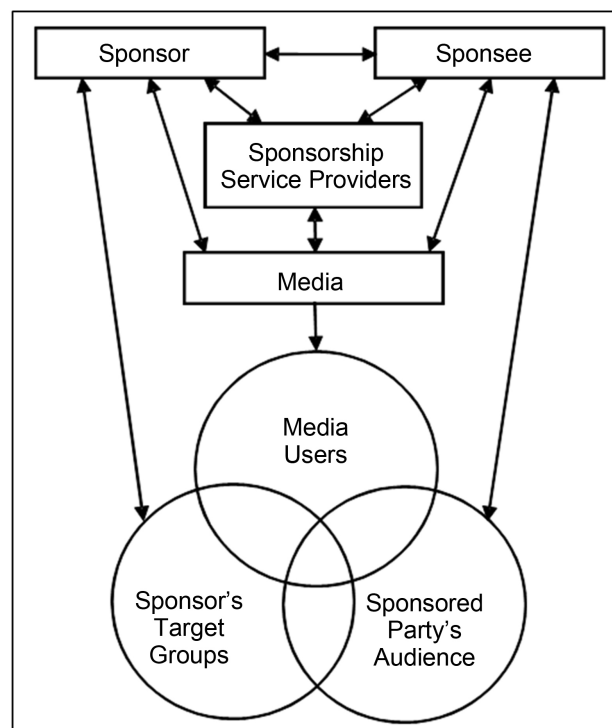 Sponsor
Sponsee
Sponsorship
Service Providers
Media
Media
Users
Sponsor’s
Target
Groups
Sponsored
Party’s
Audience